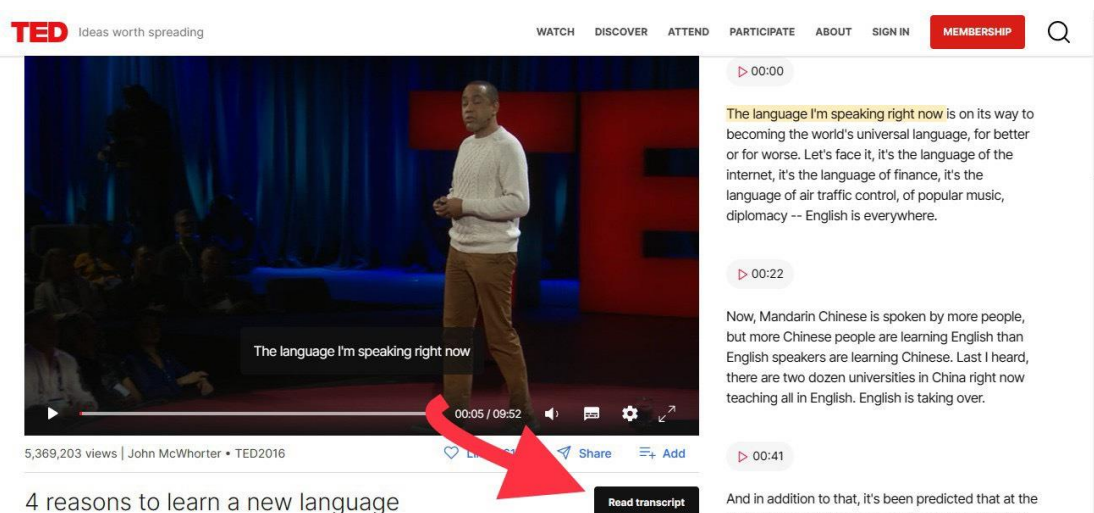 TED Ideas worth spreading
WATCH DISCOVER ATTEND PARTICIPATE ABOUT SIGN IN MEMBERSHIP
The language I'm speaking right now
00:05 / 09:52
5,369,203 views | John McWhorter • TED2016
Share Add
4 reasons to learn a new language
Read transcript
00:00
The language I'm speaking right now is on its way to
becoming the world's universal language, for better
or for worse. Let's face it, it's the language of the
internet, it's the language of finance, it's the
language of air traffic control, of popular music,
diplomacy -- English is everywhere.
00:22
Now, Mandarin Chinese is spoken by more people,
but more Chinese people are learning English than
English speakers are learning Chinese. Last I heard,
there are two dozen universities in China right now
teaching all in English. English is taking over.
00:41
And in addition to that, it's been predicted that at the